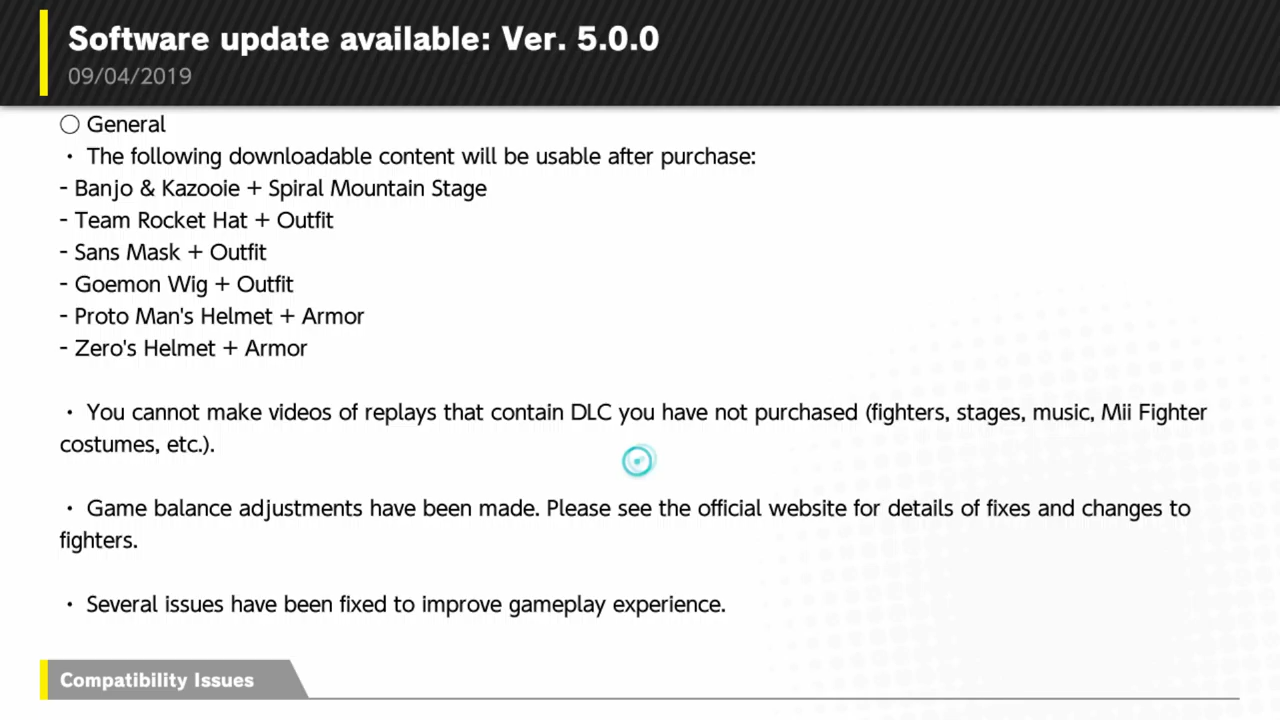 Software update available: Ver. 5.0.0
09/04/2019
○ General
・ The following downloadable content will be usable after purchase:
- Banjo & Kazooie + Spiral Mountain Stage
- Team Rocket Hat + Outfit
- Sans Mask + Outfit
- Goemon Wig + Outfit
- Proto Man's Helmet + Armor
- Zero's Helmet + Armor
・ You cannot make videos of replays that contain DLC you have not purchased (fighters, stages, music, Mii Fighter
costumes, etc.).
・ Game balance adjustments have been made. Please see the official website for details of fixes and changes to
fighters.
・ Several issues have been fixed to improve gameplay experience.
Compatibility Issues